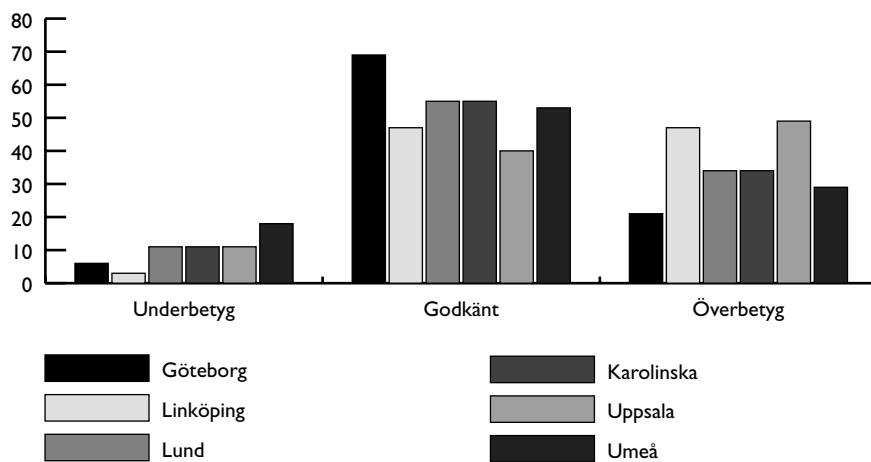 80
70
60
50
40
30
20
10
0
Underbetyg Godkänt Överbetyg
Göteborg Karolinska
Linköping Uppsala
Lund Umeå